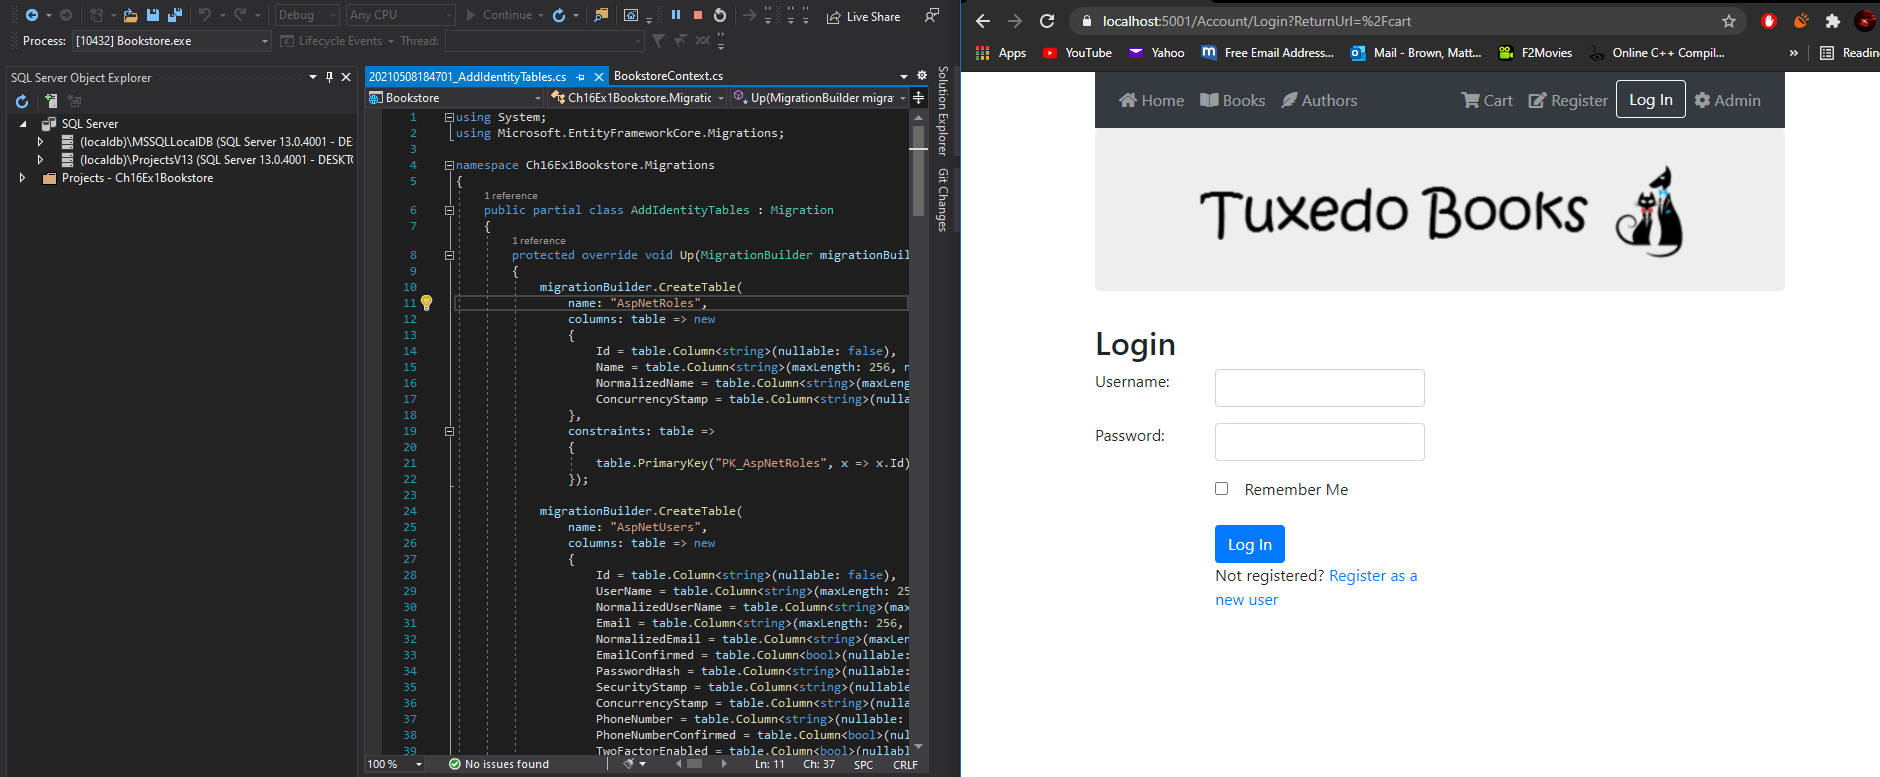 Debug
Any CPU
Continue
Live Share
Process: [10432] Bookstore.exe
Lifecycle Events
Thread:
SQL Server Object Explorer
SQL Server
(localdb)\MSSQLLocalDB (SQL Server 13.0.4001 - DE
(localdb)\ProjectsV13 (SQL Server 13.0.4001 - DESKT
Projects - Ch16Ex1Bookstore
20210508184701_AddIdentityTables.cs
BookstoreContext.cs
Bookstore
Ch16Ex1Bookstore.Migratic
Up(MigrationBuilder migra
1 using System;
2 using Microsoft.EntityFrameworkCore.Migrations;
3
4 namespace Ch16Ex1Bookstore.Migrations
5 {
1 reference
6 public partial class AddIdentityTables : Migration
7 {
1 reference
8 protected override void Up(MigrationBuilder migrationBuil
9 {
10 migrationBuilder.CreateTable(
11 name: "AspNetRoles",
12 columns: table => new
13 {
14 Id = table.Column<string>(nullable: false),
15 Name = table.Column<string>(maxLength: 256, n
16 NormalizedName = table.Column<string>(maxLeng
17 ConcurrencyStamp = table.Column<string>(nulla
18 },
19 constraints: table =>
20 {
21 table.PrimaryKey("PK_AspNetRoles", x => x.Id)
22 });
23
24 migrationBuilder.CreateTable(
25 name: "AspNetUsers",
26 columns: table => new
27 {
28 Id = table.Column<string>(nullable: false),
29 UserName = table.Column<string>(maxLength: 25
30 NormalizedUserName = table.Column<string>(max
31 Email = table.Column<string>(maxLength: 256,
32 NormalizedEmail = table.Column<string>(maxLen
33 EmailConfirmed = table.Column<bool>(nullable:
34 PasswordHash = table.Column<string>(nullable:
35 SecurityStamp = table.Column<string>(nullable
36 ConcurrencyStamp = table.Column<string>(nulla
37 PhoneNumber = table.Column<string>(nullable:
38 PhoneNumberConfirmed = table.Column<bool>(nul
39 TwoFactorEnabled = table.Column<bool>(nullabl
100 %
No issues found
Ln: 11
Ch: 37
SPC
CRLF
Solution Explorer
Git Changes
localhost:5001/Account/Login?ReturnUrl=%2Fcart
Apps
YouTube
Yahoo
Free Email Address...
Mail - Brown, Matt...
F2Movies
Online C++ Compil...
»
Readin
Home
Books
Authors
Cart
Register
Log In
Admin
Tuxedo Books
Login
Username:
Password:
Remember Me
Log In
Not registered? Register as a
new user